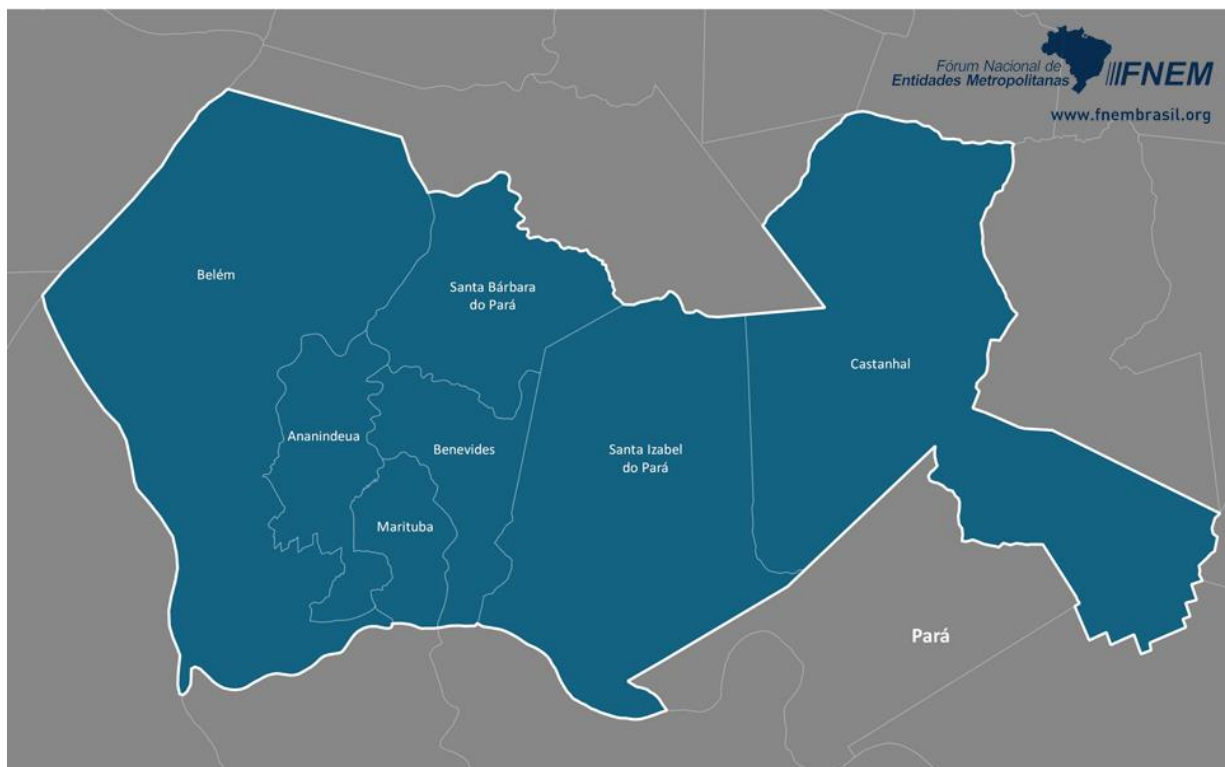 Fórum Nacional de
Entidades Metropolitanas
FNEM
www.fnembrasil.org
Belém
Santa Bárbara
do Pará
Castanhal
Ananindeua
Benevides
Santa Izabel
do Pará
Marituba
Pará